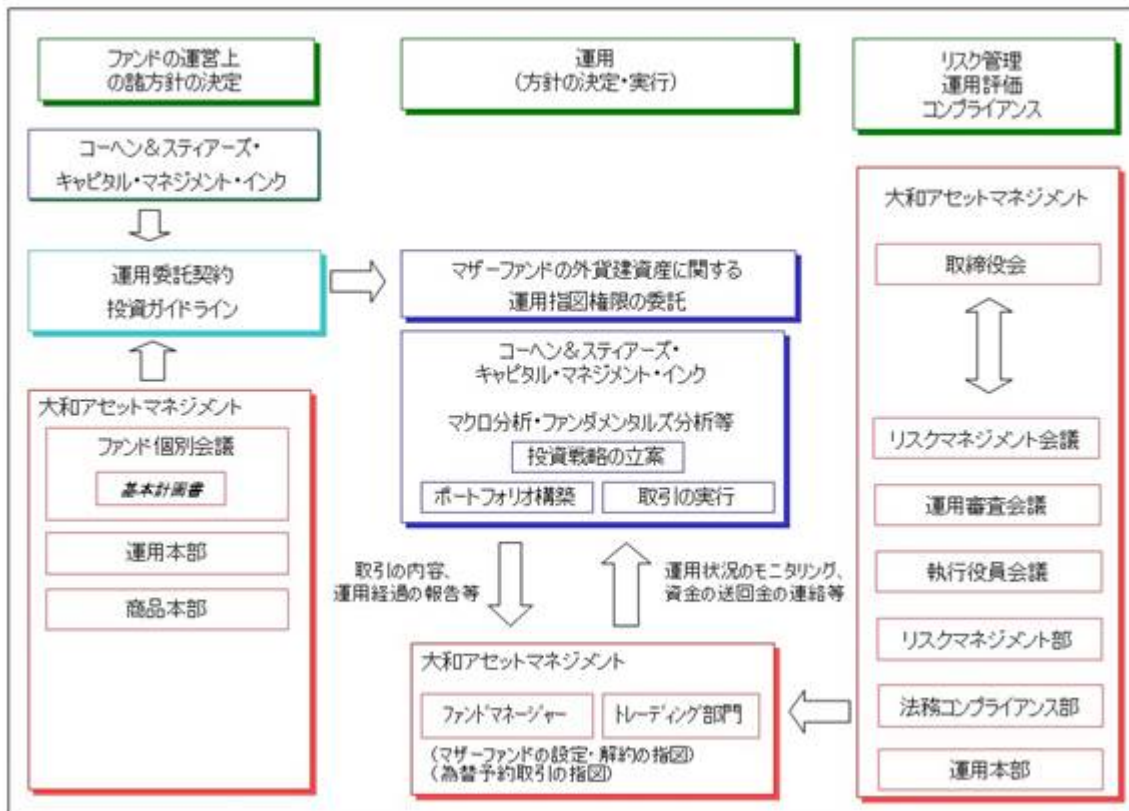 ファンドの運営上
の諸方針の決定
運用
(方針の決定・実行)
リスク管理
運用評価
コンプライアンス
コーヘン＆スティアーズ・
キャピタル・マネジメント・インク
運用委託契約
投資ガイドライン
大和アセットマネジメント
ファンド個別会議
基本計画書
運用本部
商品本部
マザーファンドの外貨建資産に関する
運用指図権限の委託
コーヘン＆スティアーズ・
キャピタル・マネジメント・インク
マクロ分析・ファンダメンタルズ分析等
投資戦略の立案
ポートフォリオ構築
取引の実行
取引の内容、
運用経過の報告等
運用状況のモニタリング、
資金の送回金の連絡等
大和アセットマネジメント
ファンドマネージャー
トレーディング部門
(マザーファンドの設定・解約の指図)
(為替予約取引の指図)
大和アセットマネジメント
取締役会
リスクマネジメント会議
運用審査会議
執行役員会議
リスクマネジメント部
法務コンプライアンス部
運用本部